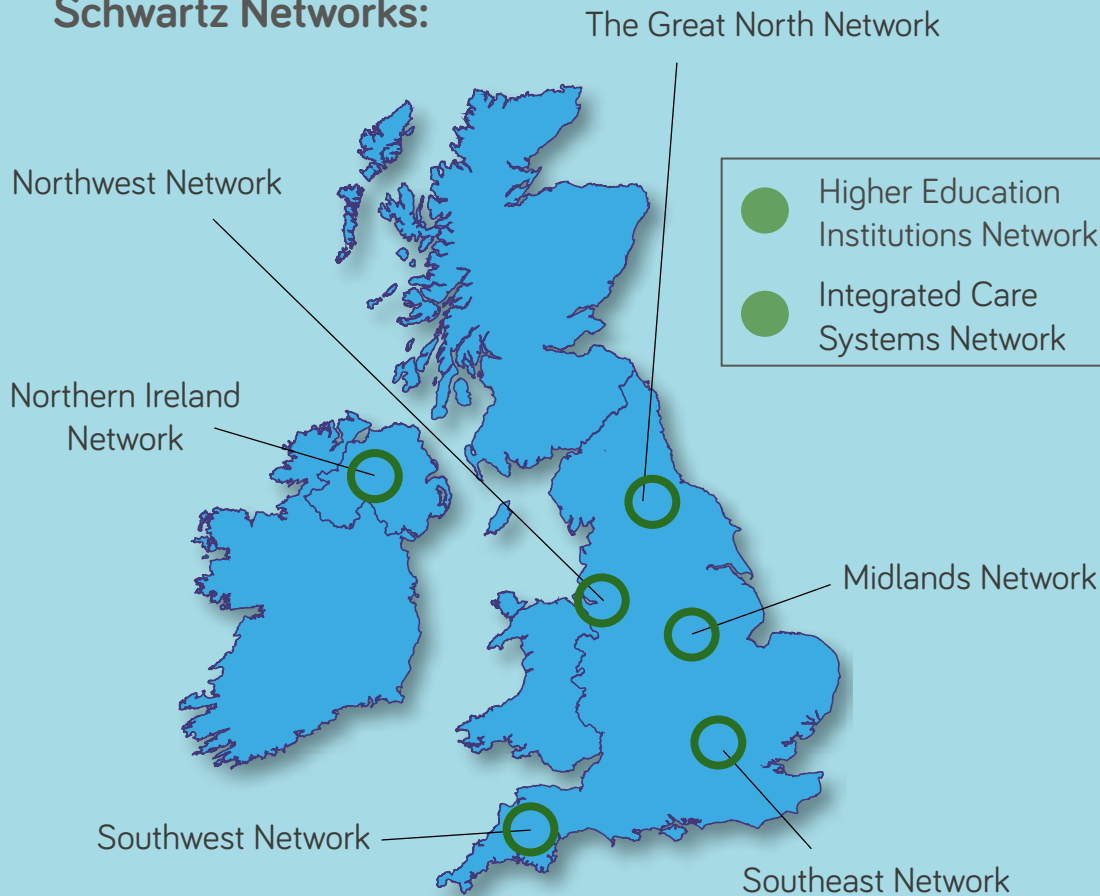 Schwartz Networks:
The Great North Network
Northwest Network
Higher Education
Institutions Network
Integrated Care
Systems Network
Northern Ireland
Network
Midlands Network
Southwest Network
Southeast Network